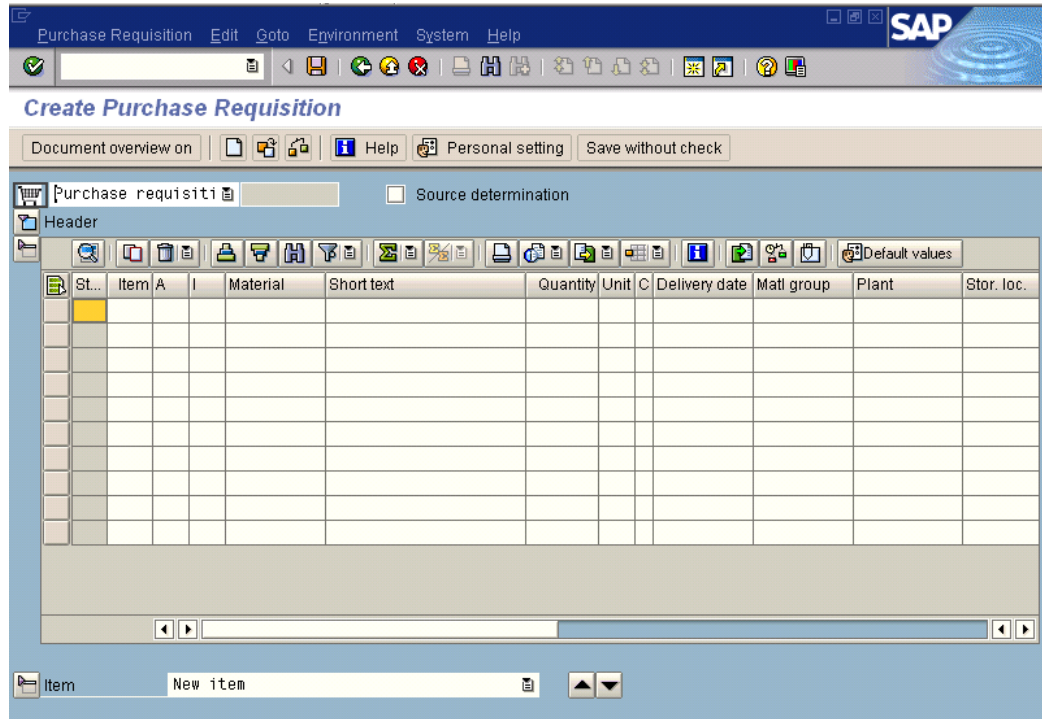 Purchase Requisition Edit Goto Environment System Help
SAP
Create Purchase Requisition
Document overview on Help Personal setting Save without check
Purchase requisiti Source determination
Header
Default values
St... Item A I Material Short text Quantity Unit C Delivery date Matl group Plant Stor. loc.
Item New item